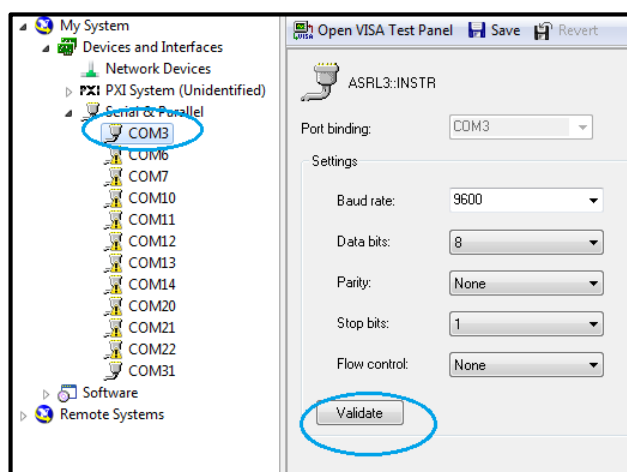 My System
Devices and Interfaces
Network Devices
PXI PXI System (Unidentified)
Serial & Parallel
COM3
COM6
COM7
COM10
COM11
COM12
COM13
COM14
COM20
COM21
COM22
COM31
Software
Remote Systems
VISA Open VISA Test Panel Save Revert
ASRL3::INSTR
Port binding: COM3
Settings
Baud rate: 9600
Data bits: 8
Parity: None
Stop bits: 1
Flow control: None
Validate